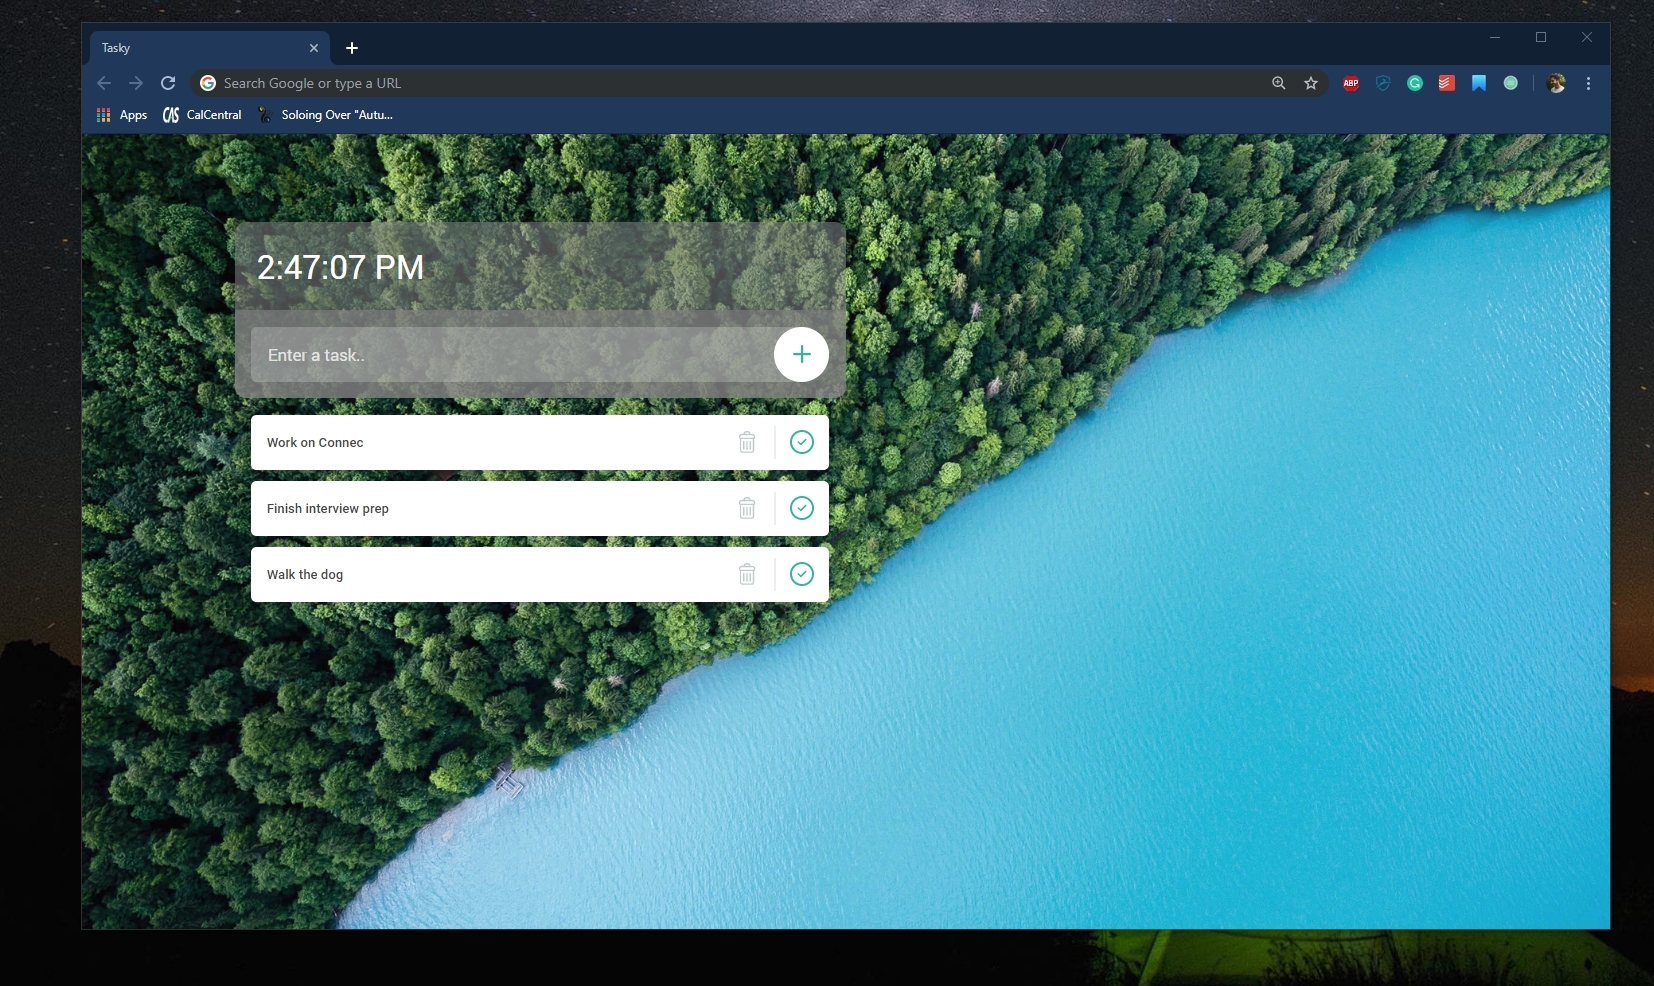 Tasky
Search Google or type a URL
ABP
Apps
CAS CalCentral
Soloing Over "Autu...
2:47:07 PM
Enter a task..
Work on Connec
Finish interview prep
Walk the dog